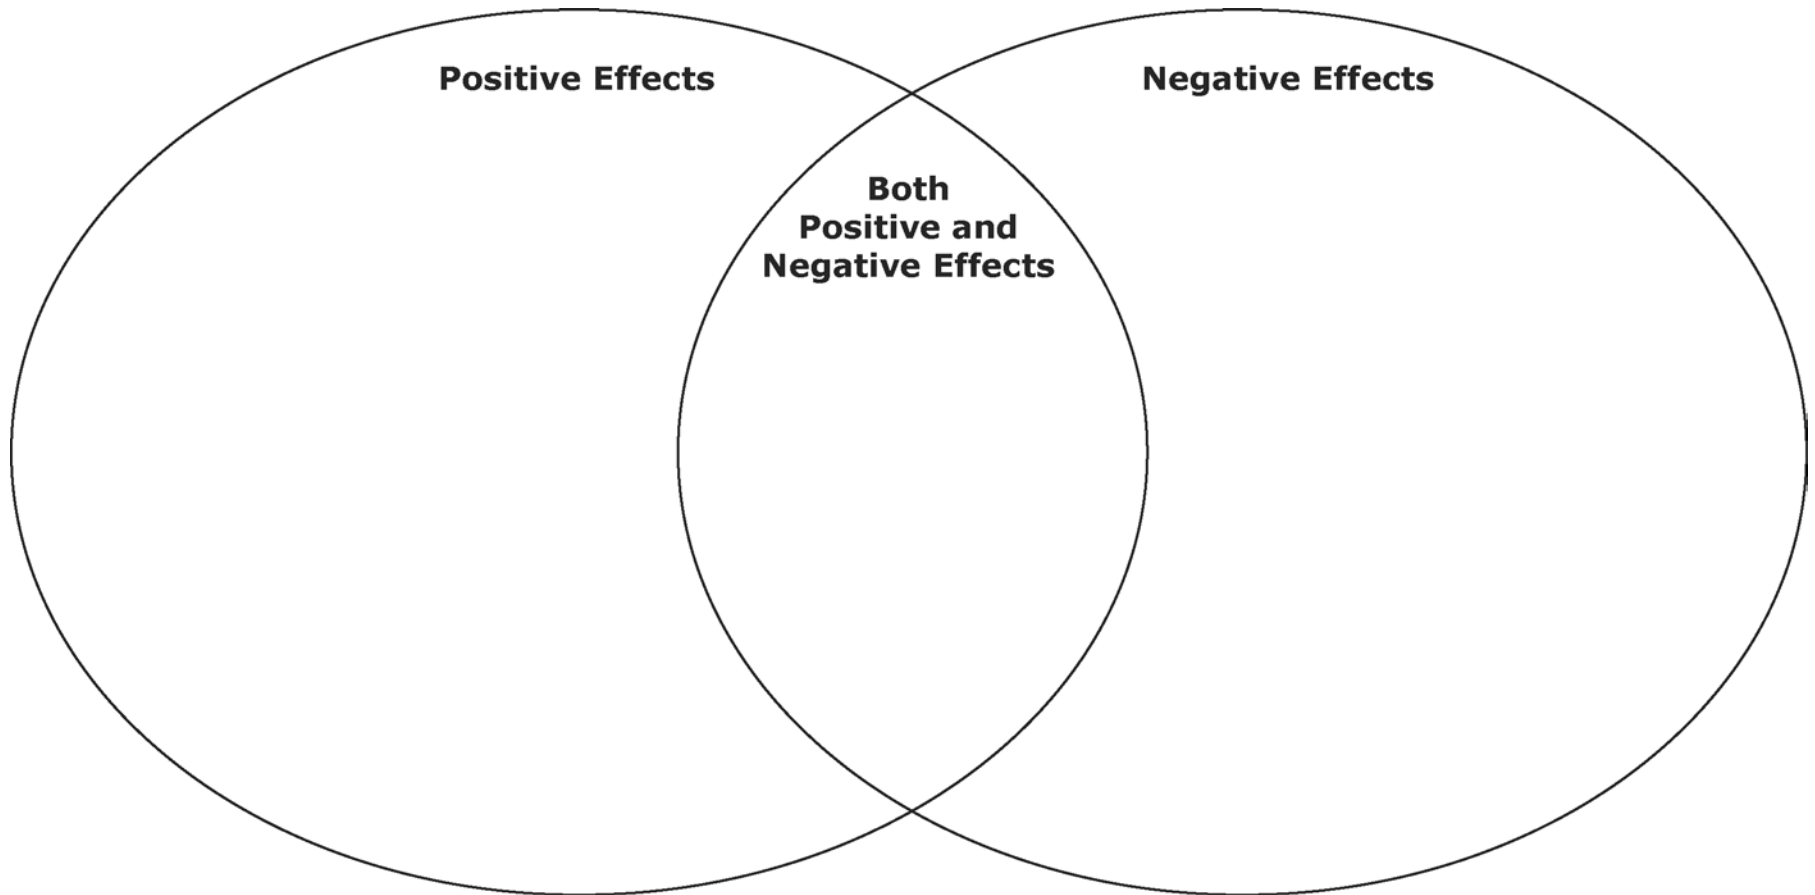 Positive Effects
Negative Effects
Both
Positive and
Negative Effects